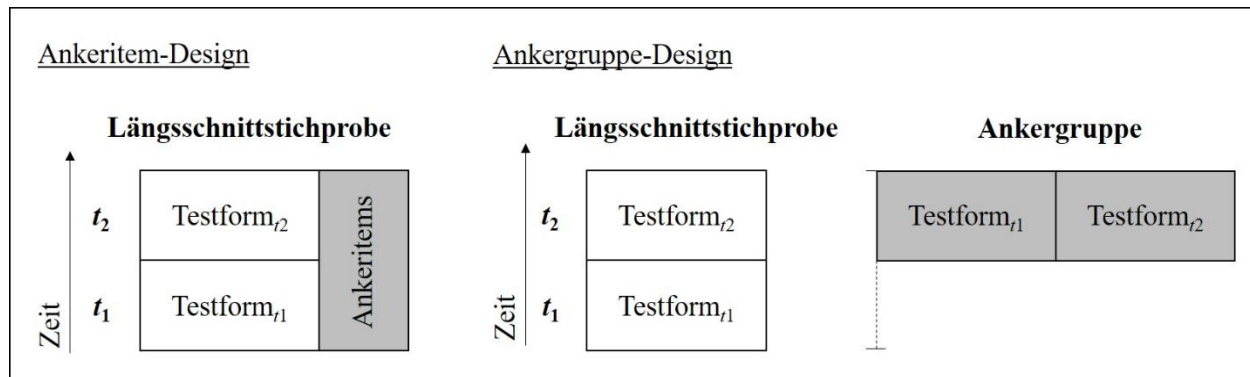 Ankeritem-Design
Längsschnittstichprobe
Zeit
t2
Testformt2
t1
Testformt1
Ankeritems
Ankergruppe-Design
Längsschnittstichprobe
Zeit
t2
Testformt2
t1
Testformt1
Ankergruppe
Testformt1
Testformt2